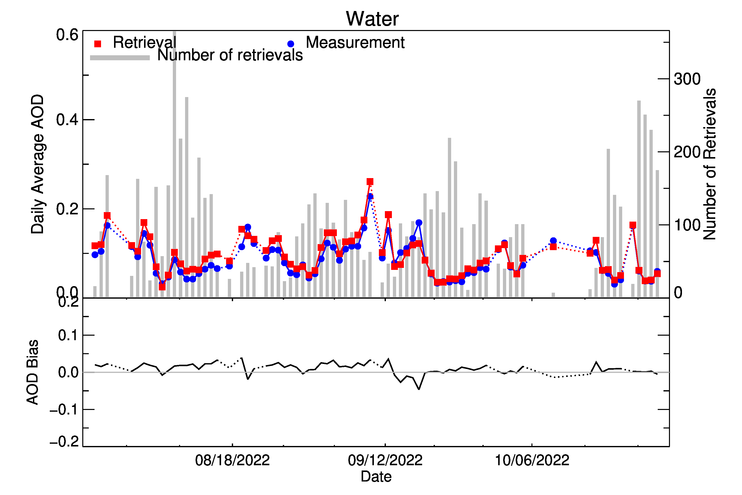 Water
Retrieval
Measurement
Number of retrievals
Daily Average AOD
0.6
0.4
0.2
0.0
Number of Retrievals
300
200
100
0
AOD Bias
0.2
0.1
0.0
−0.1
−0.2
08/18/2022
09/12/2022
10/06/2022
Date